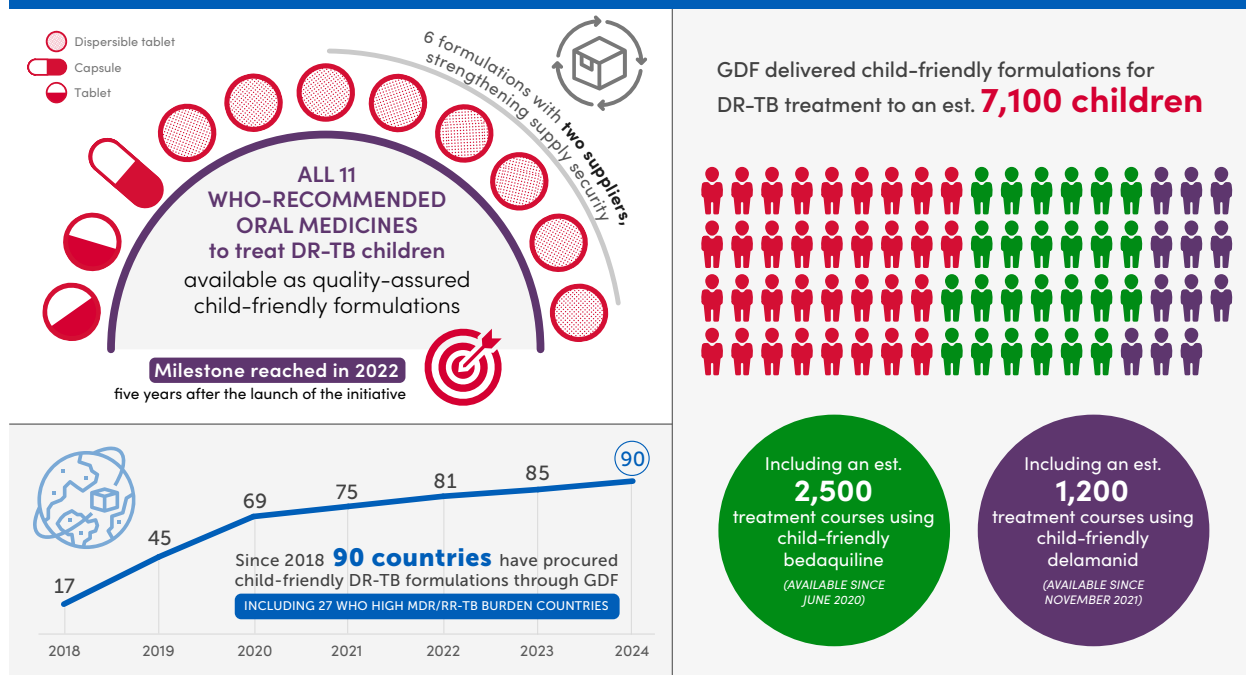 Dispersible tablet
Capsule
Tablet
6 formulations with two suppliers,
strengthening supply security
ALL 11
WHO-RECOMMENDED
ORAL MEDICINES
to treat DR-TB children
available as quality-assured
child-friendly formulations
Milestone reached in 2022
five years after the launch of the initiative
17
45
69
75
81
85
90
Since 2018 90 countries have procured
child-friendly DR-TB formulations through GDF
INCLUDING 27 WHO HIGH MDR/RR-TB BURDEN COUNTRIES
2018
2019
2020
2021
2022
2023
2024
GDF delivered child-friendly formulations for
DR-TB treatment to an est. 7,100 children
Including an est.
2,500
treatment courses using
child-friendly
bedaquiline
(AVAILABLE SINCE
JUNE 2020)
Including an est.
1,200
treatment courses using
child-friendly
delamanid
(AVAILABLE SINCE
NOVEMBER 2021)